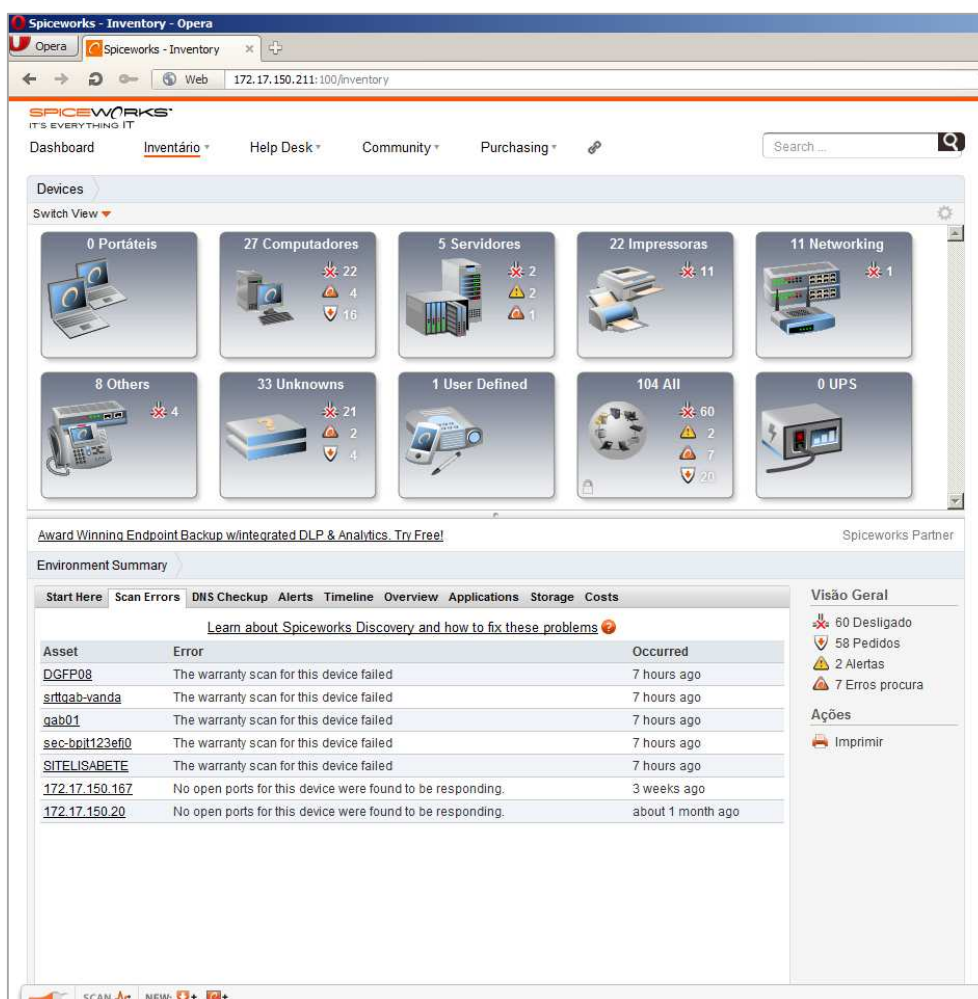 Spiceworks - Inventory - Opera
Opera
Spiceworks - Inventory
Web
172.17.150.211:100/inventory
SPICEWORKS
IT'S EVERYTHING IT
Dashboard Inventário Help Desk Community Purchasing
Search ...
Devices
Switch View
0 Portáteis
27 Computadores
22
4
16
5 Servidores
2
2
1
22 Impressoras
11
11 Networking
1
8 Others
4
33 Unknowns
21
2
4
1 User Defined
104 All
60
2
7
20
0 UPS
Award Winning Endpoint Backup w/integrated DLP & Analytics. Try Free!
Spiceworks Partner
Environment Summary
Start Here Scan Errors DNS Checkup Alerts Timeline Overview Applications Storage Costs
Learn about Spiceworks Discovery and how to fix these problems
Asset Error Occurred
DGFP08 The warranty scan for this device failed 7 hours ago
srttgab-vanda The warranty scan for this device failed 7 hours ago
gab01 The warranty scan for this device failed 7 hours ago
sec-bpjt123efj0 The warranty scan for this device failed 7 hours ago
SITELISABETE The warranty scan for this device failed 7 hours ago
172.17.150.167 No open ports for this device were found to be responding. 3 weeks ago
172.17.150.20 No open ports for this device were found to be responding. about 1 month ago
Visão Geral
60 Desligado
58 Pedidos
2 Alertas
7 Erros procura
Ações
Imprimir
SCAN NEW: